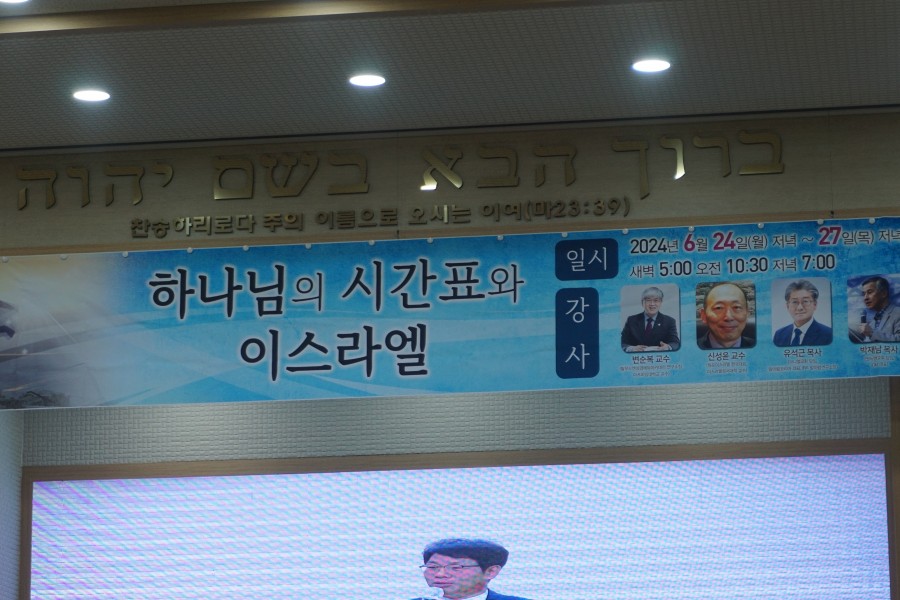 ברוך הבא בשם יהוה
찬송하리로다 주의 이름으로 오시는 이여(마23:39)
하나님의 시간표와
이스라엘
일시
2024년 6월 24일(월) 저녁 ~ 27일(목) 저녁
새벽 5:00 오전 10:30 저녁 7:00
강
사
변순복 교수
신성윤 교수
유석근 목사
박재님 목사